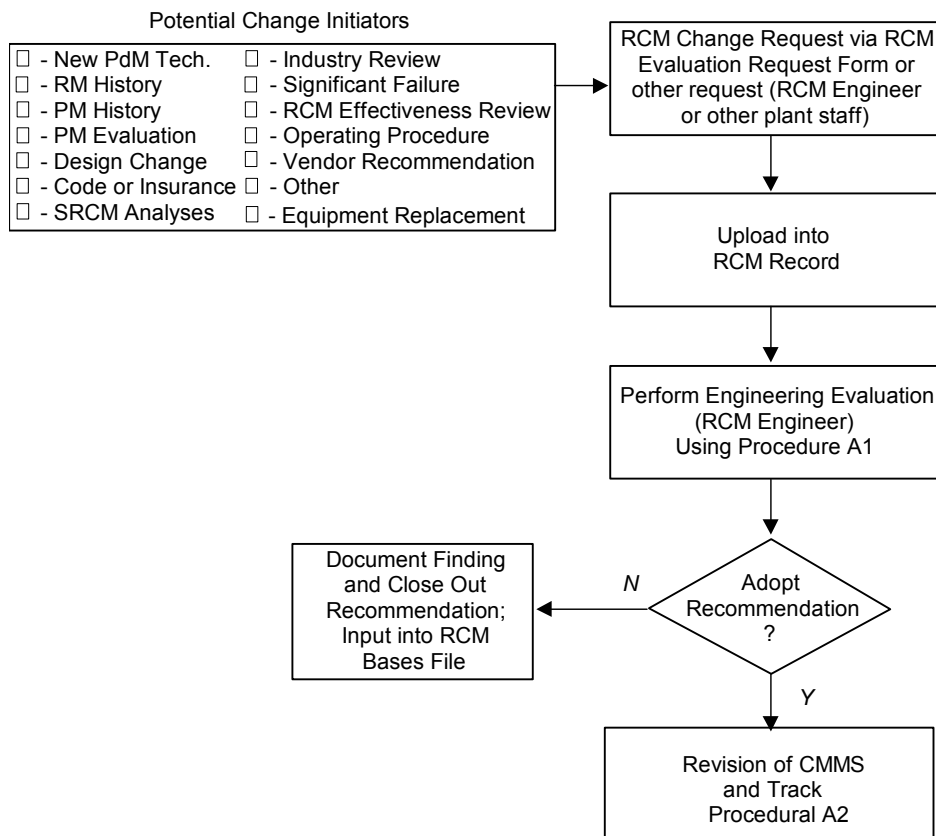 Potential Change Initiators
☐ - New PdM Tech.
☐ - RM History
☐ - PM History
☐ - PM Evaluation
☐ - Design Change
☐ - Code or Insurance
☐ - SRCM Analyses
☐ - Industry Review
☐ - Significant Failure
☐ - RCM Effectiveness Review
☐ - Operating Procedure
☐ - Vendor Recommendation
☐ - Other
☐ - Equipment Replacement
RCM Change Request via RCM
Evaluation Request Form or
other request (RCM Engineer
or other plant staff)
Upload into
RCM Record
Perform Engineering Evaluation
(RCM Engineer)
Using Procedure A1
Adopt
Recommendation
?
N
Document Finding
and Close Out
Recommendation;
Input into RCM
Bases File
Y
Revision of CMMS
and Track
Procedural A2